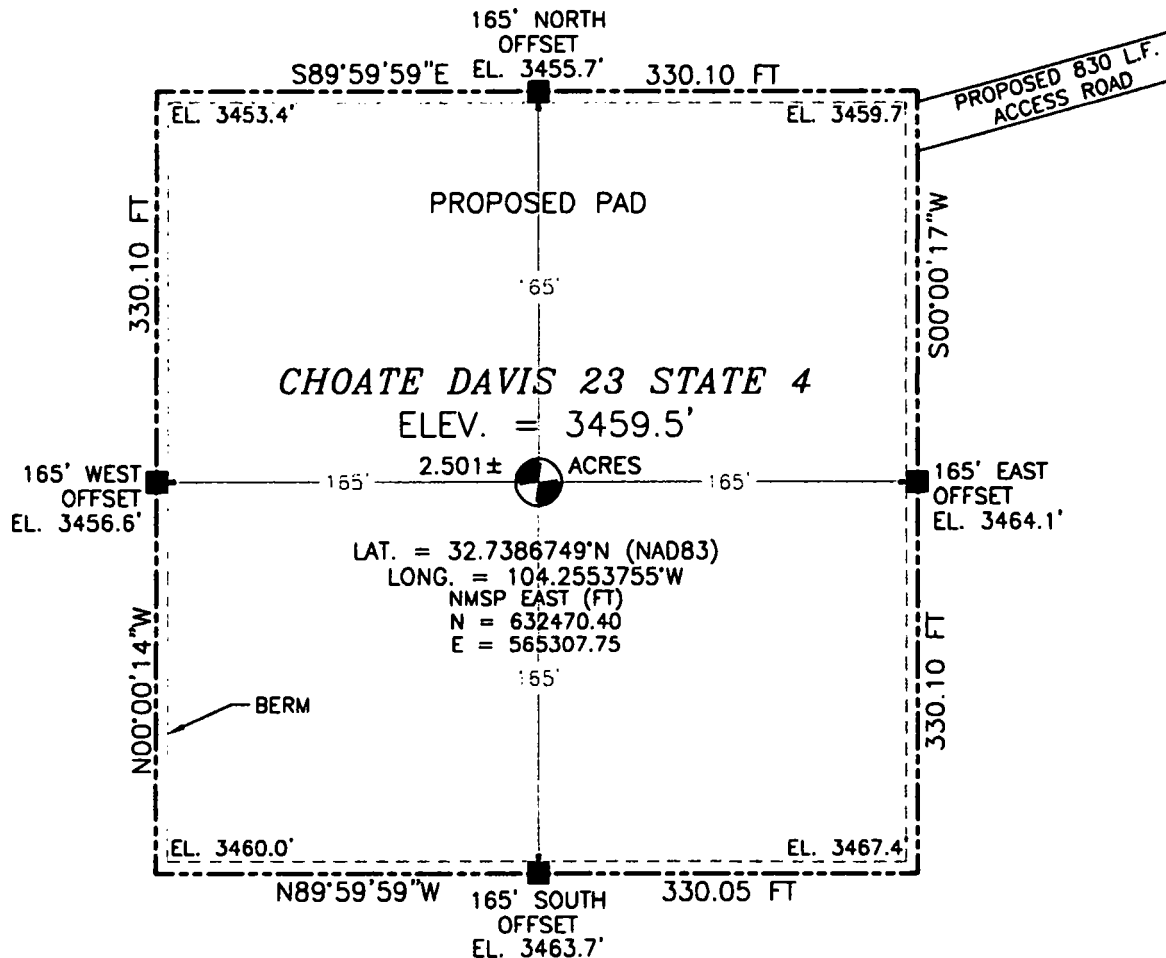 165' NORTH
OFFSET
S89°59'59"E EL. 3455.7' 330.10 FT
PROPOSED 830 L.F.
ACCESS ROAD
EL. 3453.4'
EL. 3459.7
330.10 FT
PROPOSED PAD
S00°00'17"W
165'
CHOATE DAVIS 23 STATE 4
ELEV. = 3459.5'
2.501± ACRES
165' WEST
OFFSET
EL. 3456.6'
165'
165'
165' EAST
OFFSET
EL. 3464.1'
LAT. = 32.7386749°N (NAD83)
LONG. = 104.2553755°W
NMSP EAST (FT)
N = 632470.40
E = 565307.75
N00°00'14"W
165'
330.10 FT
BERM
EL. 3460.0'
EL. 3467.4'
N89°59'59"W
330.05 FT
165' SOUTH
OFFSET
EL. 3463.7'